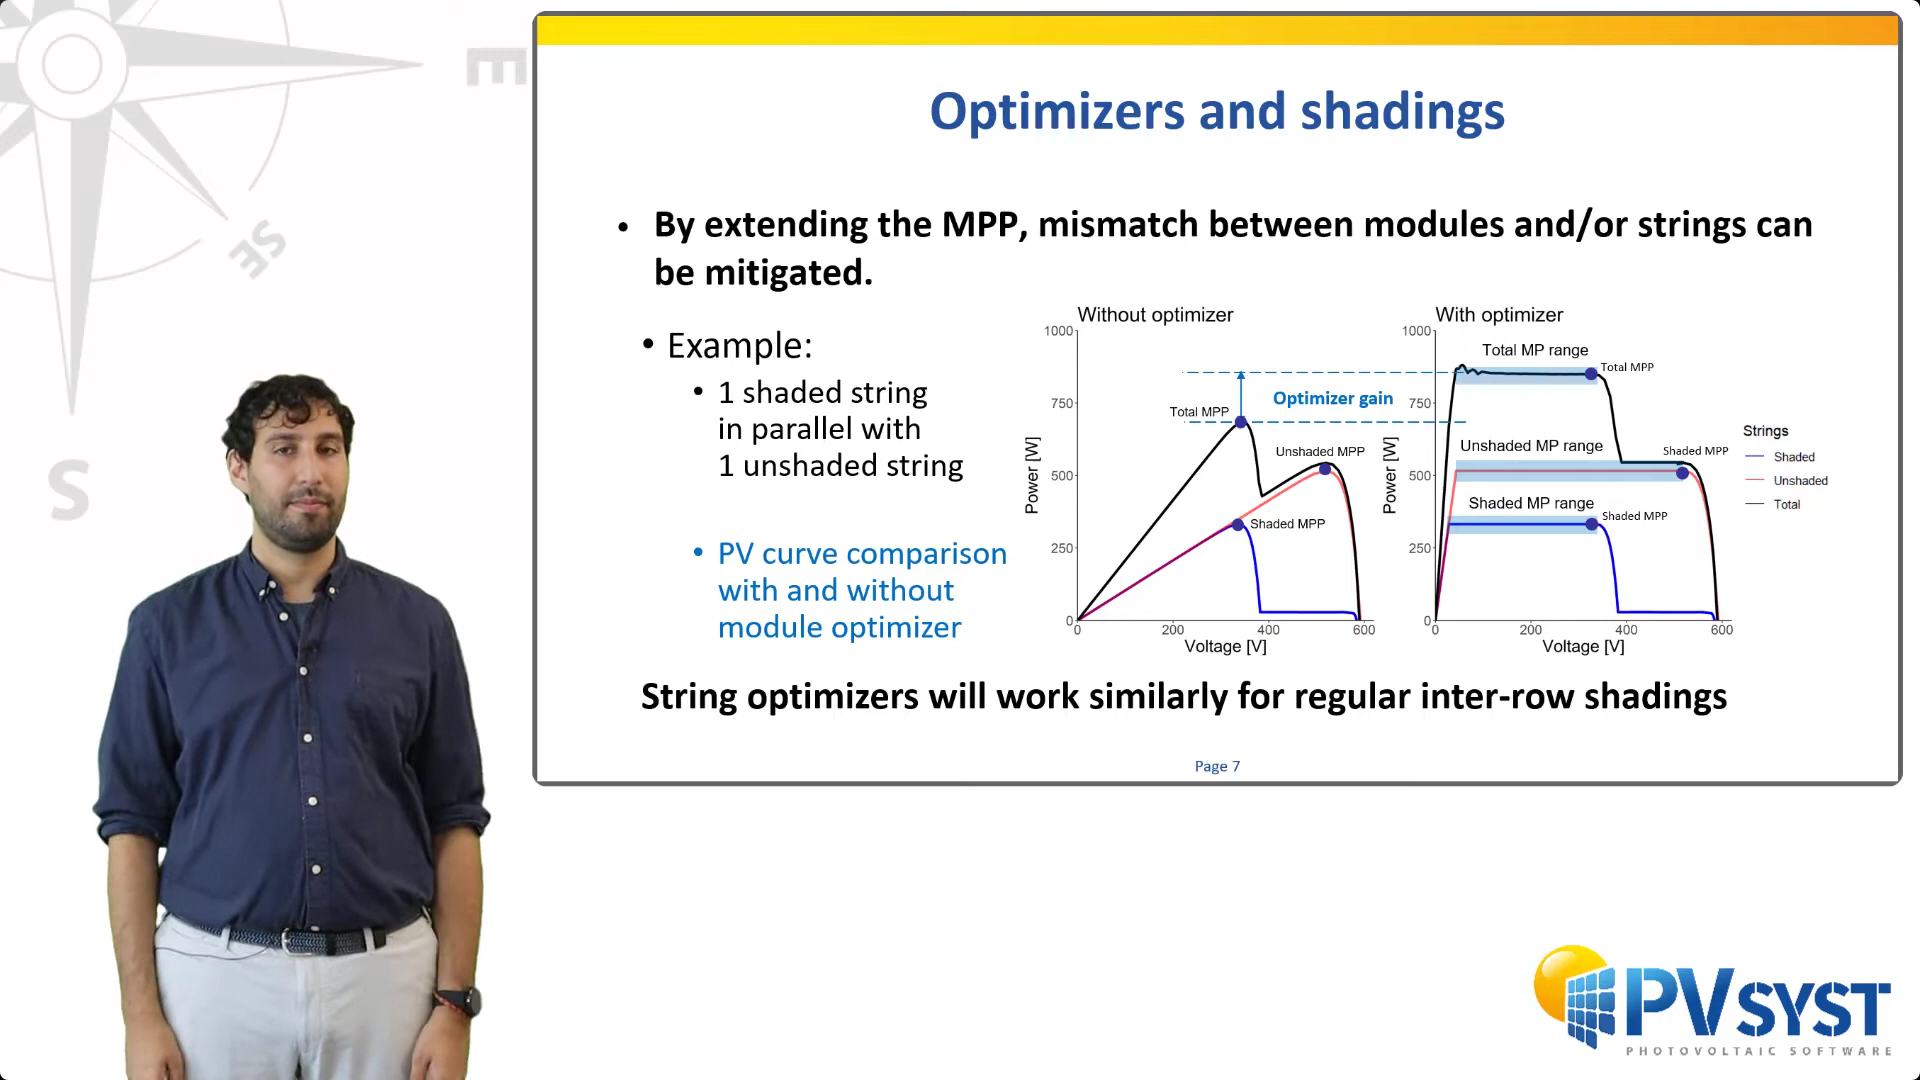 E
SE
S
Optimizers and shadings
• By extending the MPP, mismatch between modules and/or strings can
be mitigated.
• Example:
• 1 shaded string
in parallel with
1 unshaded string
• PV curve comparison
with and without
module optimizer
Without optimizer
1000
750
500
250
0
0 200 400 600
Power [W]
Voltage [V]
Total MPP
Unshaded MPP
Shaded MPP
Optimizer gain
With optimizer
1000
750
500
250
0
0 200 400 600
Power [W]
Voltage [V]
Total MP range
Total MPP
Unshaded MP range
Shaded MPP
Shaded MP range
Shaded MPP
Strings
Shaded
Unshaded
Total
String optimizers will work similarly for regular inter-row shadings
Page 7
PVSYST
PHOTOVOLTAIC SOFTWARE